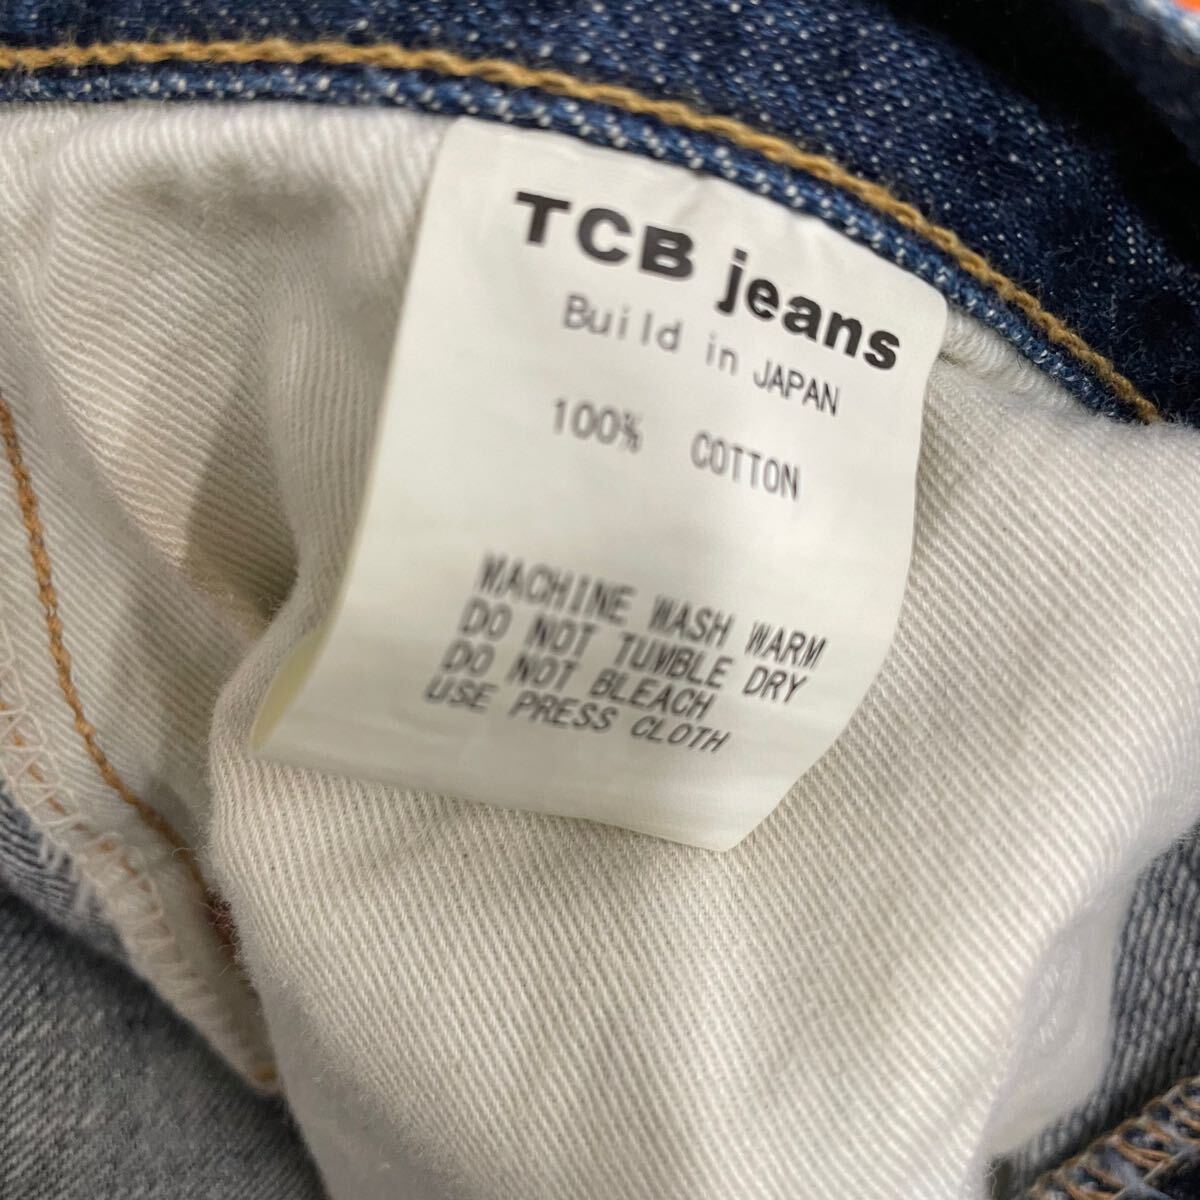 TCB jeans
Build in JAPAN
100% COTTON
MACHINE WASH WARM
DO NOT TUMBLE DRY
DO NOT BLEACH
USE PRESS CLOTH